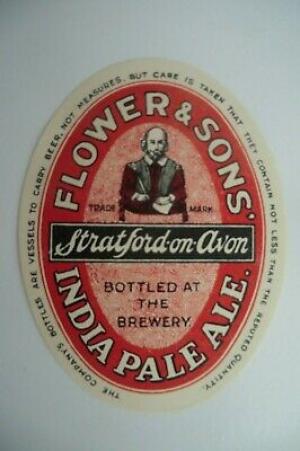 THE COMPANY'S BOTTLES ARE VESSELS TO CARRY BEER, NOT MEASURES, BUT CARE IS TAKEN THAT THEY CONTAIN NOT LESS THAN THE REPUTED QUANTITY.
FLOWER & SONS'
TRADE MARK
Stratford-on-Avon
BOTTLED AT
THE
BREWERY.
INDIA PALE ALE.